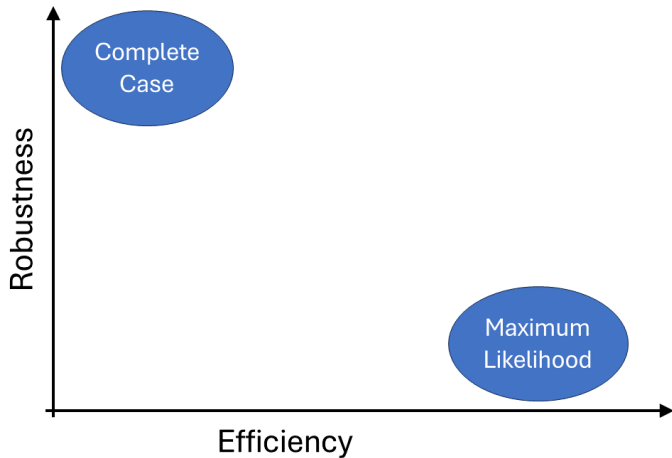 Complete
Case
Robustness
Maximum
Likelihood
Efficiency